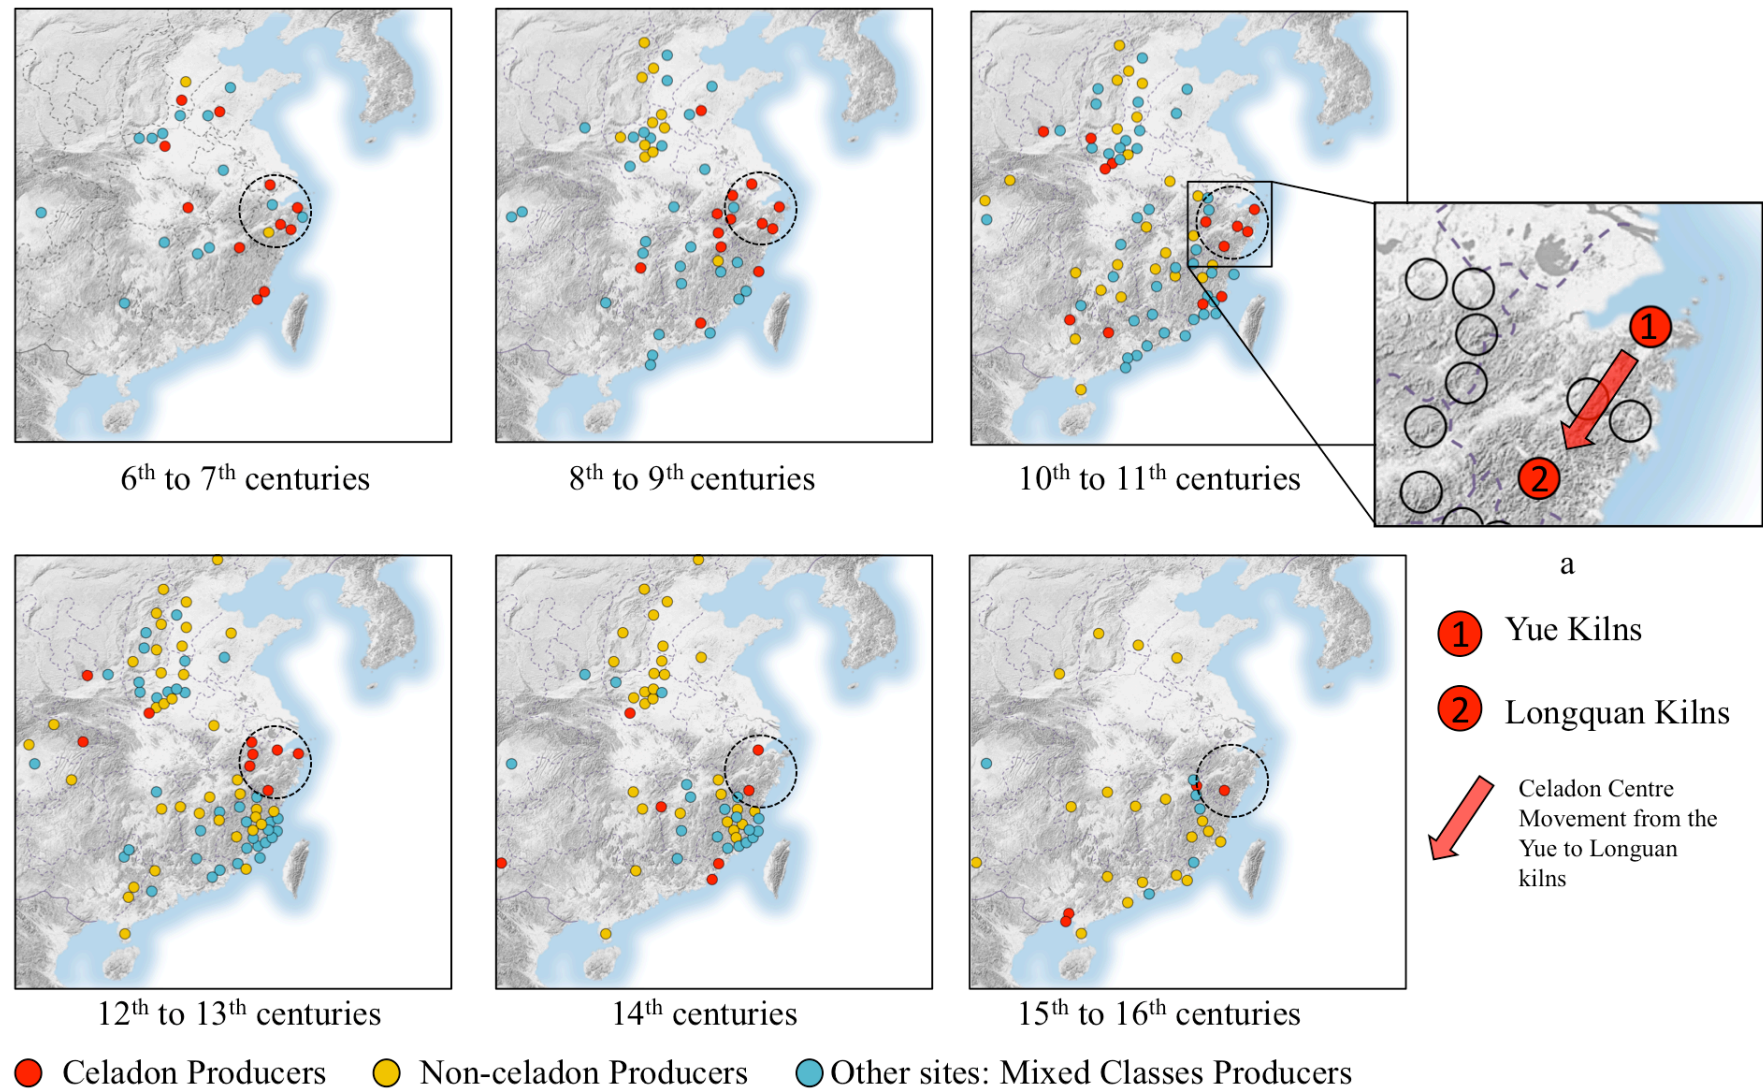 6th to 7th centuries
8th to 9th centuries
10th to 11th centuries
1
2
a
1 Yue Kilns
2 Longquan Kilns
Celadon Centre
Movement from the
Yue to Longuan
kilns
12th to 13th centuries
14th centuries
15th to 16th centuries
Celadon Producers
Non-celadon Producers
Other sites: Mixed Classes Producers